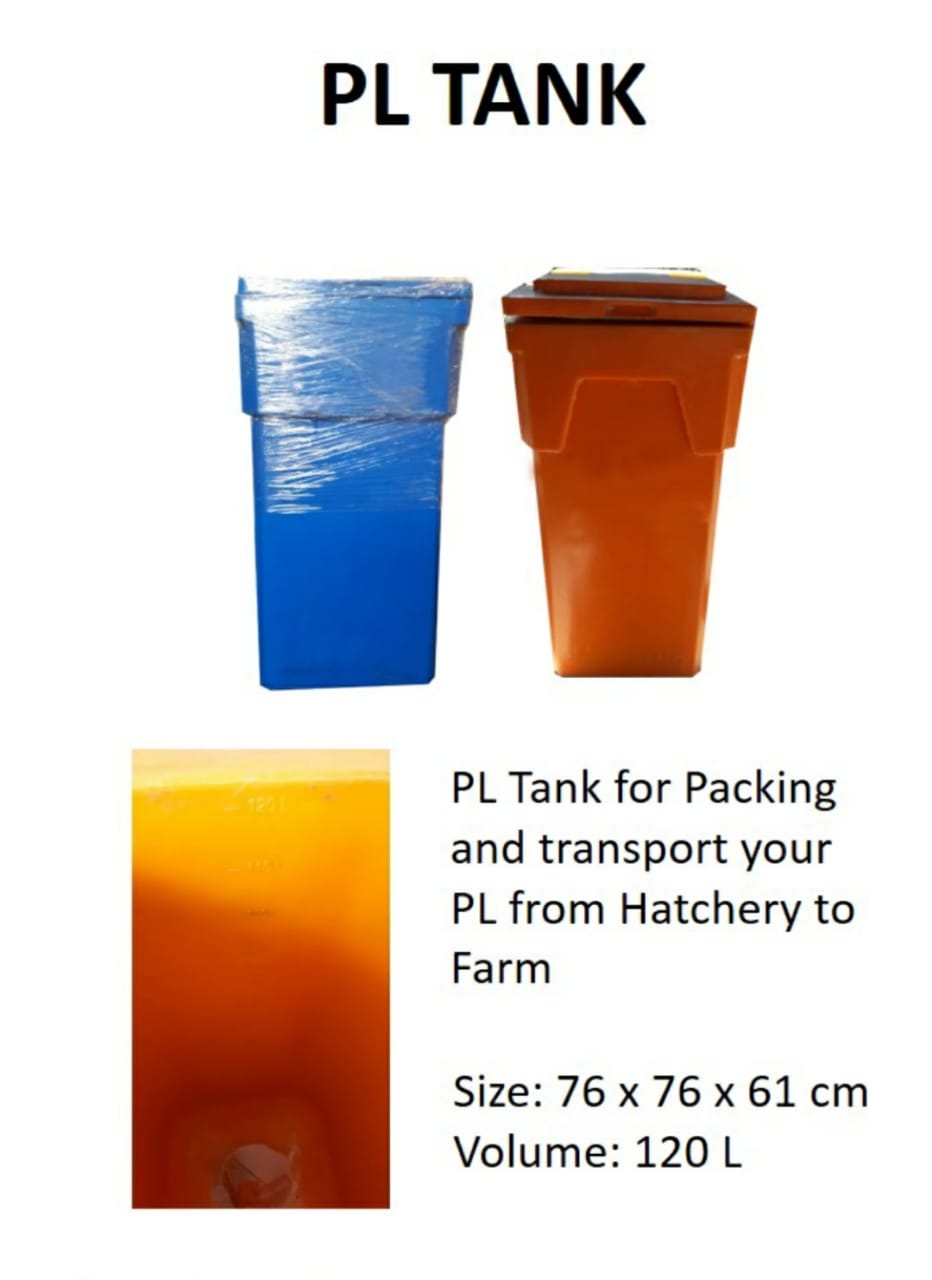 PL TANK
120 L
PL Tank for Packing
and transport your
PL from Hatchery to
Farm
Size: 76 x 76 x 61 cm
Volume: 120 L